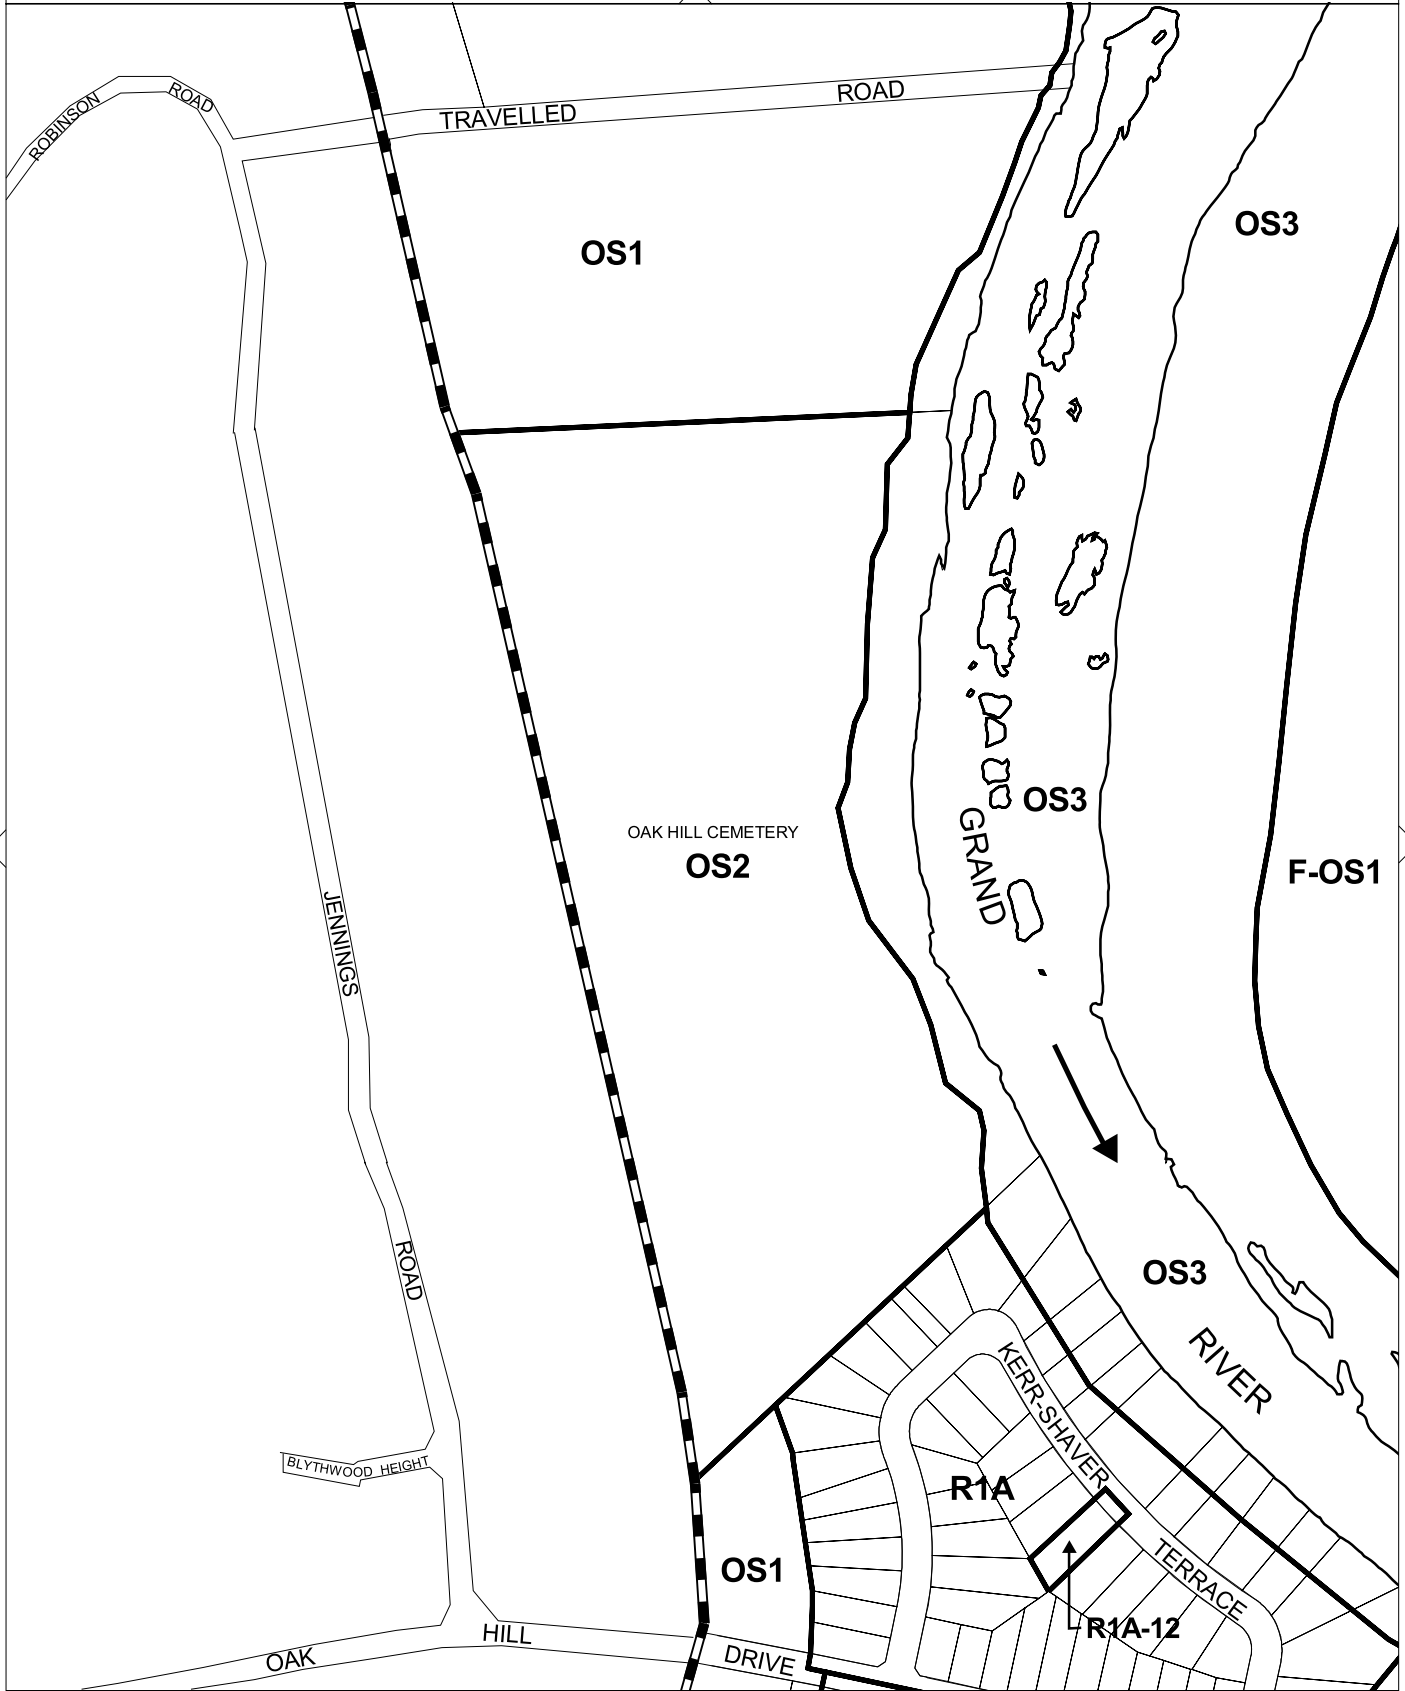 ROBINSON ROAD
TRAVELLED ROAD
OS3
OS1
OS3
OAK HILL CEMETERY
OS2
GRAND
F-OS1
JENNINGS
ROAD
OS3
RIVER
KERR-SHAVER
BLYTHWOOD HEIGHT
R1A
TERRACE
OS1
R1A-12
OAK HILL DRIVE